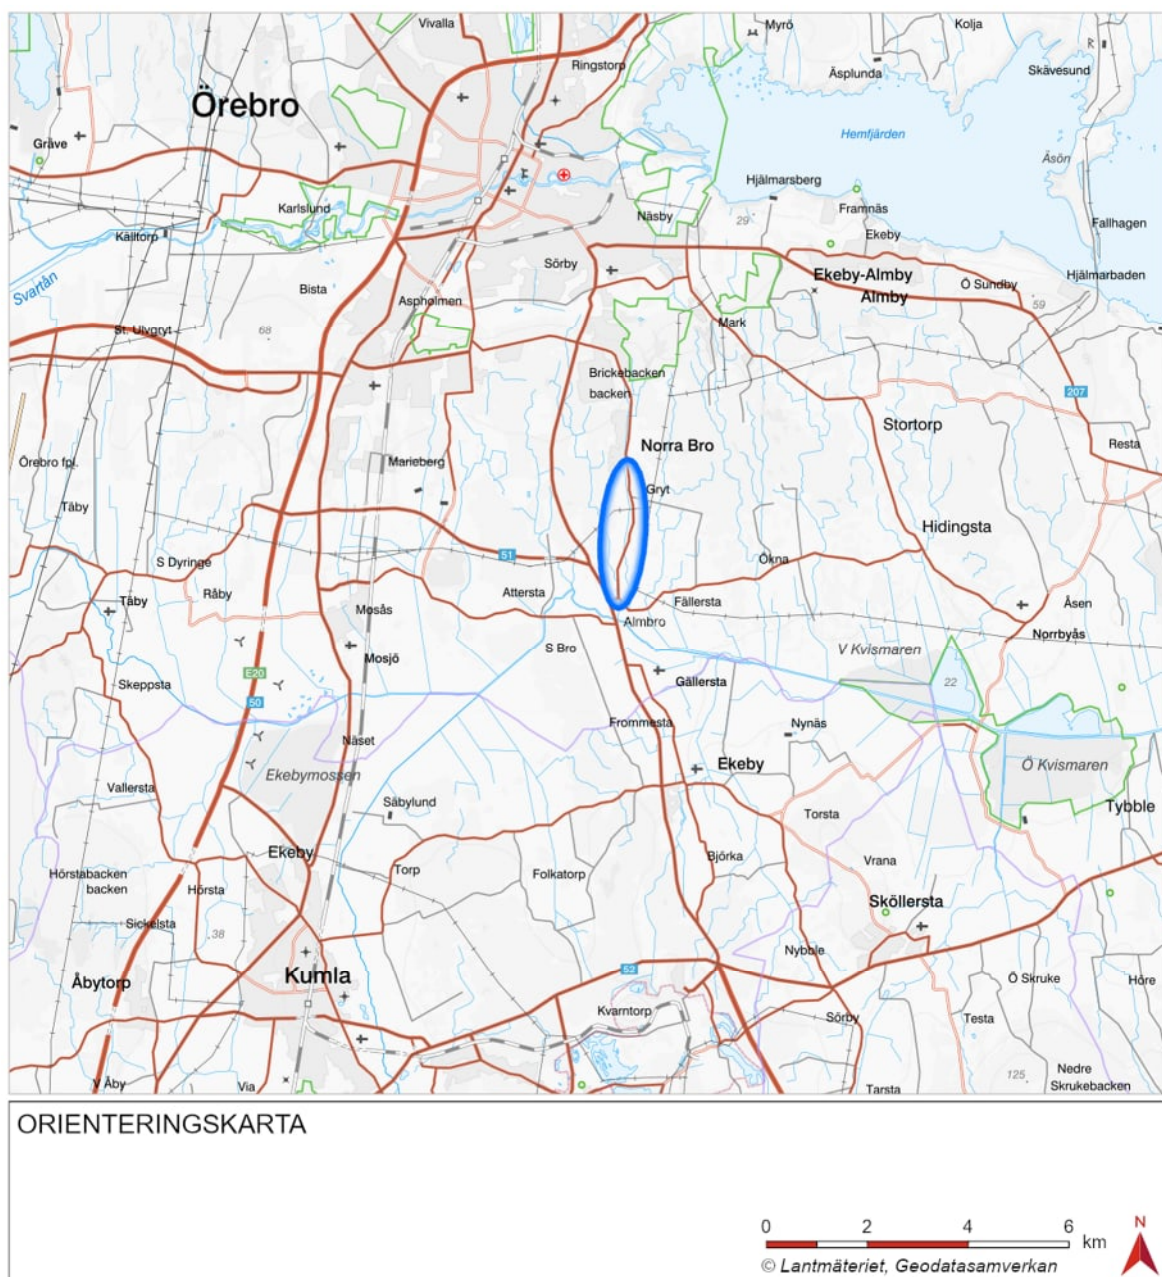 Vivalla
Myrö
Kolja
Ringstorp
Äsplunda
Skävesund
Örebro
Hemfjärden
Gräve
Äsön
Hjälmarsberg
Karlslund
Näsby
29
Framnäs
Fallhagen
Källtorp
Ekeby
Sörby
Ekeby-Almby
Hjälmarbaden
Svartån
Bista
Aspholmen
Almby
Ö Sundby
59
St. Ulvgryt
68
Mark
Brickebacken
backen
207
Stortorp
Norra Bro
Resta
Örebro fpl.
Marieberg
Gryt
60
Täby
Hidingsta
51
S Dyringe
Ökna
Råby
Attersta
Täby
Mosås
Fällersta
Åsen
Almbro
Norrbyås
S Bro
V Kvismaren
Mosjö
E20
Skeppsta
Gällersta
22
50
Frommesta
Nynäs
Näset
Ekeby
Ö Kvismaren
Ekebymossen
Vallersta
Säbylund
Torsta
Tybble
Ekeby
Björka
Vrana
Hörstabacken
backen
Torp
Folkatorp
Hörsta
Sköllersta
Sickelsta
38
Nybble
Åbytorp
Kumla
52
Ö Skruke
Höre
Kvarntorp
Sörby
Testa
V Åby
Via
125
Nedre
Skrukebacken
Tarsta
ORIENTERINGSKARTA
0 2 4 6
km
N
© Lantmäteriet, Geodatasamverkan